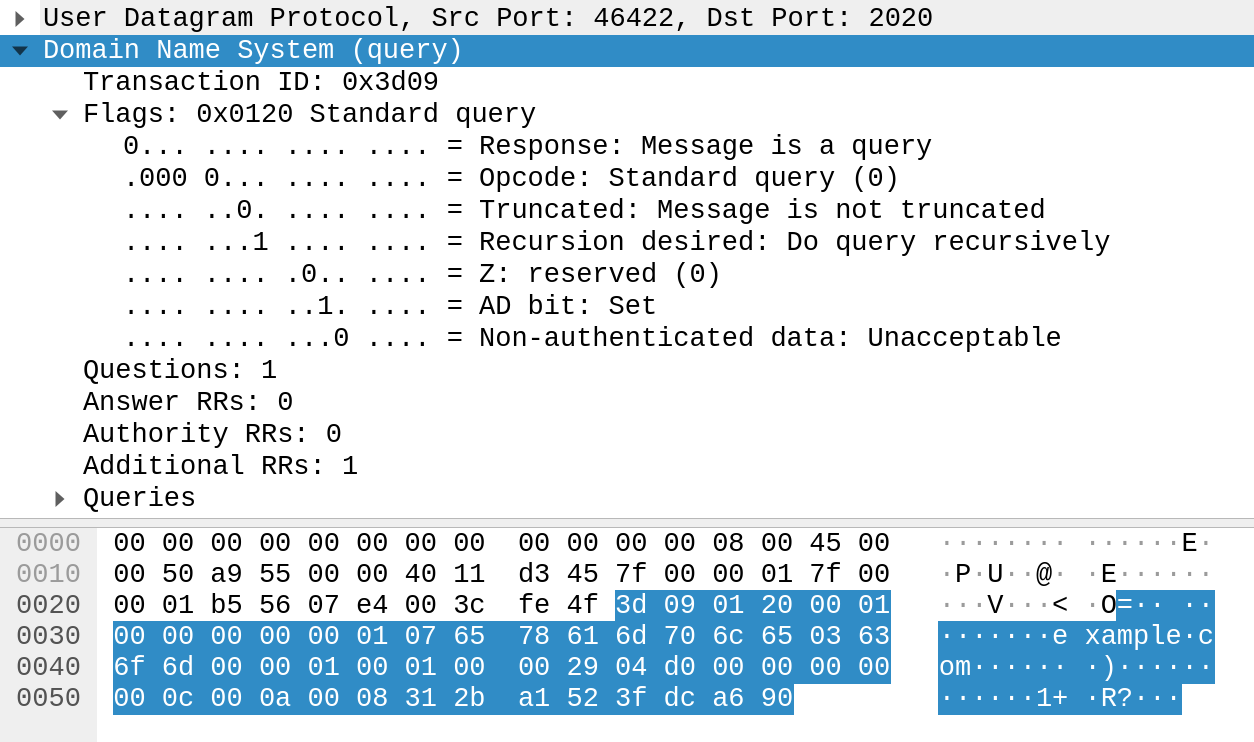 User Datagram Protocol, Src Port: 46422, Dst Port: 2020
Domain Name System (query)
Transaction ID: 0x3d09
Flags: 0x0120 Standard query
0... .... .... .... = Response: Message is a query
.000 0... .... .... = Opcode: Standard query (0)
.... ..0. .... .... = Truncated: Message is not truncated
.... ...1 .... .... = Recursion desired: Do query recursively
.... .... .0.. .... = Z: reserved (0)
.... .... ..1. .... = AD bit: Set
.... .... ...0 .... = Non-authenticated data: Unacceptable
Questions: 1
Answer RRs: 0
Authority RRs: 0
Additional RRs: 1
Queries
0000 00 00 00 00 00 00 00 00 00 00 00 00 08 00 45 00 ········ ······E·
0010 00 50 a9 55 00 00 40 11 d3 45 7f 00 00 01 7f 00 ·P·U··@· ·E······
0020 00 01 b5 56 07 e4 00 3c fe 4f 3d 09 01 20 00 01 ···V···< ·O=·· ··
0030 00 00 00 00 00 01 07 65 78 61 6d 70 6c 65 03 63 ·······e xample·c
0040 6f 6d 00 00 01 00 01 00 00 29 04 d0 00 00 00 00 om······ ·)······
0050 00 0c 00 0a 00 08 31 2b a1 52 3f dc a6 90 ······1+ ·R?···